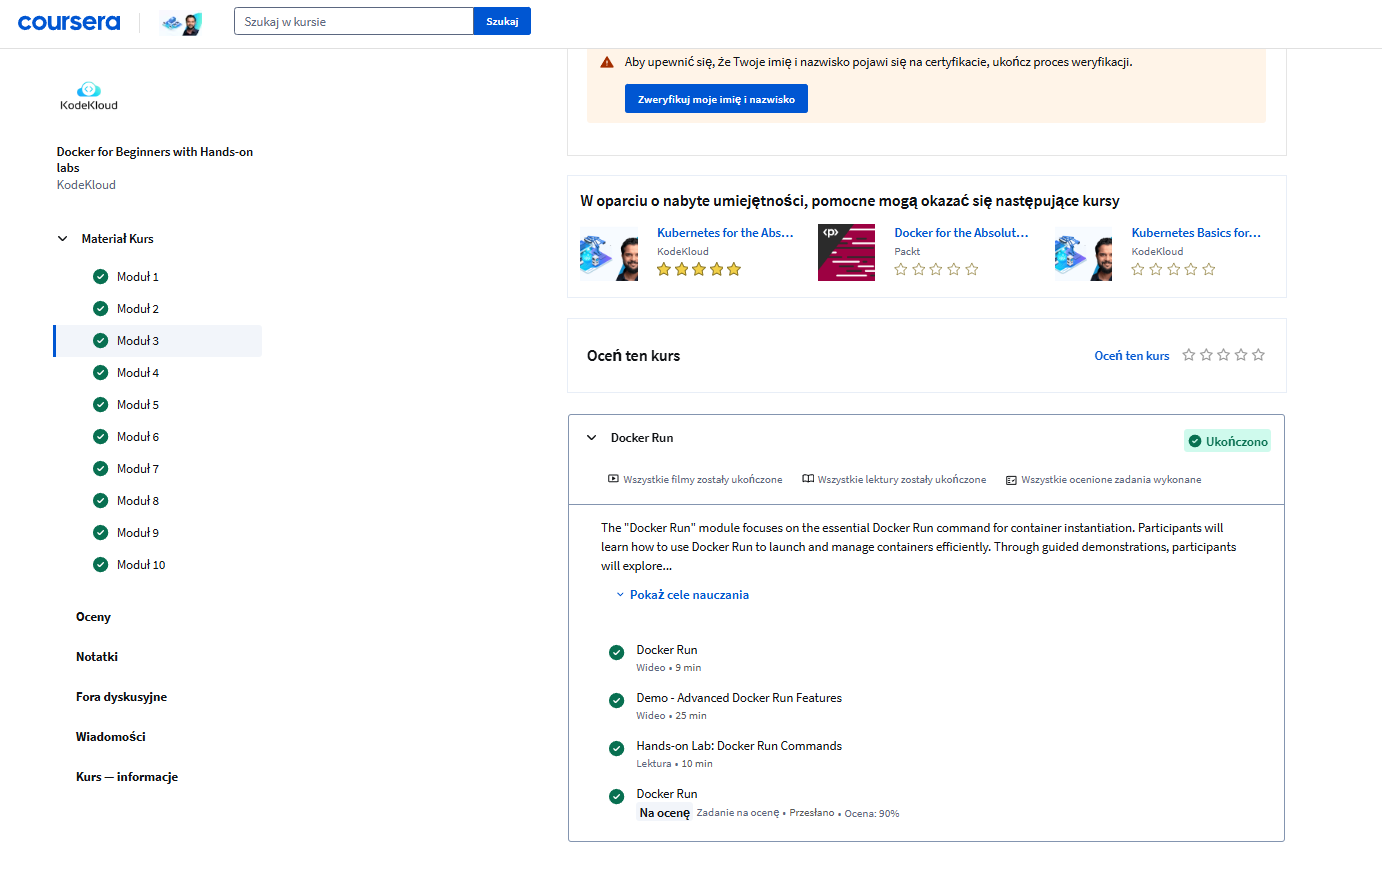 coursera
Szukaj w kursie
Szukaj
KodeKloud
Docker for Beginners with Hands-on
labs
KodeKloud
Materiał Kurs
Moduł 1
Moduł 2
Moduł 3
Moduł 4
Moduł 5
Moduł 6
Moduł 7
Moduł 8
Moduł 9
Moduł 10
Oceny
Notatki
Fora dyskusyjne
Wiadomości
Kurs — informacje
Aby upewnić się, że Twoje imię i nazwisko pojawi się na certyfikacie, ukończ proces weryfikacji.
Zweryfikuj moje imię i nazwisko
W oparciu o nabyte umiejętności, pomocne mogą okazać się następujące kursy
Kubernetes for the Abs...
KodeKloud
<p>
Docker for the Absolut...
Packt
Kubernetes Basics for...
KodeKloud
Oceń ten kurs
Oceń ten kurs
Docker Run
Ukończono
Wszystkie filmy zostały ukończone
Wszystkie lektury zostały ukończone
Wszystkie ocenione zadania wykonane
The "Docker Run" module focuses on the essential Docker Run command for container instantiation. Participants will
learn how to use Docker Run to launch and manage containers efficiently. Through guided demonstrations, participants
will explore...
Pokaż cele nauczania
Docker Run
Wideo • 9 min
Demo - Advanced Docker Run Features
Wideo • 25 min
Hands-on Lab: Docker Run Commands
Lektura • 10 min
Docker Run
Na ocenę Zadanie na ocenę • Przesłano • Ocena: 90%